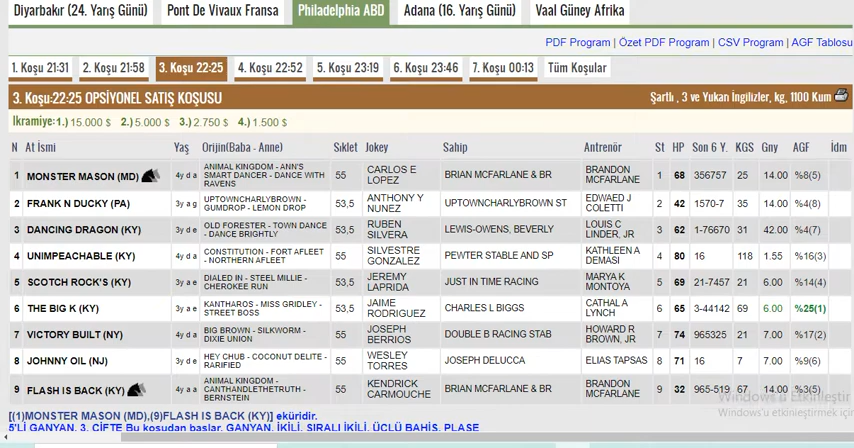 Diyarbakır (24. Yarış Günü) Pont De Vivaux Fransa Philadelphia ABD Adana (16. Yarış Günü) Vaal Güney Afrika
PDF Program | Özet PDF Program | CSV Program | AGF Tablosu
1. Koşu 21:31 2. Koşu 21:58 3. Koşu 22:25 4. Koşu 22:52 5. Koşu 23:19 6. Koşu 23:46 7. Koşu 00:13 Tüm Koşular
3. Koşu:22:25 OPSİYONEL SATIŞ KOŞUSU Şartlı , 3 ve Yukarı İngilizler, kg, 1100 Kum
İkramiye: 1.) 15.000 $ 2.) 5.000 $ 3.) 2.750 $ 4.) 1.500 $
N At İsmi Yaş Orijin(Baba - Anne) Sıklet Jokey Sahip Antrenör St HP Son 6 Y. KGS Gny AGF İdm
1 MONSTER MASON (MD) 4y d a ANIMAL KINGDOM - ANN'S SMART DANCER - DANCE WITH RAVENS 55 CARLOS E LOPEZ BRIAN MCFARLANE & BR BRANDON MCFARLANE 1 68 356757 25 14.00 %8(5)
2 FRANK N DUCKY (PA) 3y a g UPTOWNCHARLYBROWN - GUMDROP - LEMON DROP 53,5 ANTHONY Y NUNEZ UPTOWNCHARLYBROWN ST EDWAED J COLETTI 2 42 1570-7 35 14.00 %4(8)
3 DANCING DRAGON (KY) 3y d e OLD FORESTER - TOWN DANCE - DANCE BRIGHTLY 53,5 RUBEN SILVERA LEWIS-OWENS, BEVERLY LOUIS C LINDER, JR 3 62 1-76670 31 42.00 %4(7)
4 UNIMPEACHABLE (KY) 4y d a CONSTITUTION - FORT AFLEET - NORTHERN AFLEET 55 SILVESTRE GONZALEZ PEWTER STABLE AND SP KATHLEEN A DEMASI 4 80 16 118 1.55 %16(3)
5 SCOTCH ROCK'S (KY) 3y a e DIALED IN - STEEL MILLIE - CHEROKEE RUN 53,5 JEREMY LAPRIDA JUST IN TIME RACING MARYA K MONTOYA 5 69 21-7457 21 6.00 %14(4)
6 THE BIG K (KY) 3y a e KANTHAROS - MISS GRIDLEY - STREET BOSS 53,5 JAIME RODRIGUEZ CHARLES L BIGGS CATHAL A LYNCH 6 65 3-44142 69 6.00 %25(1)
7 VICTORY BUILT (NY) 4y d a BIG BROWN - SILKWORM - DIXIE UNION 55 JOSEPH BERRIOS DOUBLE B RACING STAB HOWARD R BROWN, JR 7 74 965325 21 7.00 %17(2)
8 JOHNNY OIL (NJ) 3y d e HEY CHUB - COCONUT DELITE - RARIFIED 55 WESLEY TORRES JOSEPH DELUCCA ELIAS TAPSAS 8 71 16 7 7.00 %9(6)
9 FLASH IS BACK (KY) 4y a a ANIMAL KINGDOM - CANTHANDLETHETRUTH - BERNSTEIN 55 KENDRICK CARMOUCHE BRIAN MCFARLANE & BR BRANDON MCFARLANE 9 32 965-519 67 14.00 %3(5)
[(1)MONSTER MASON (MD),(9)FLASH IS BACK (KY)] eküridir.
5'Lİ GANYAN, 3. ÇİFTE Bu koşudan başlar. GANYAN, İKİLİ, SIRALI İKİLİ, ÜÇLÜ BAHİS, PLASE
Windows'u Etkinleştir
Windows'u etkinleştirmek için